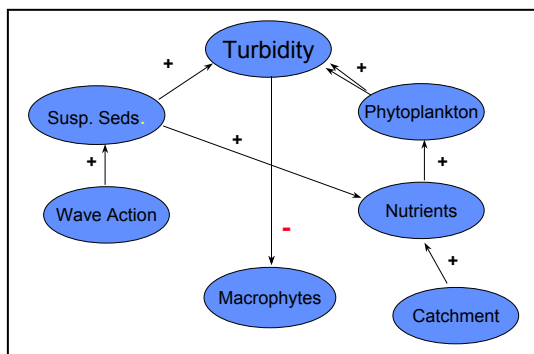 Turbidity
+
+
Susp. Seds.
Phytoplankton
+
+
+
Wave Action
Nutrients
-
+
Macrophytes
Catchment